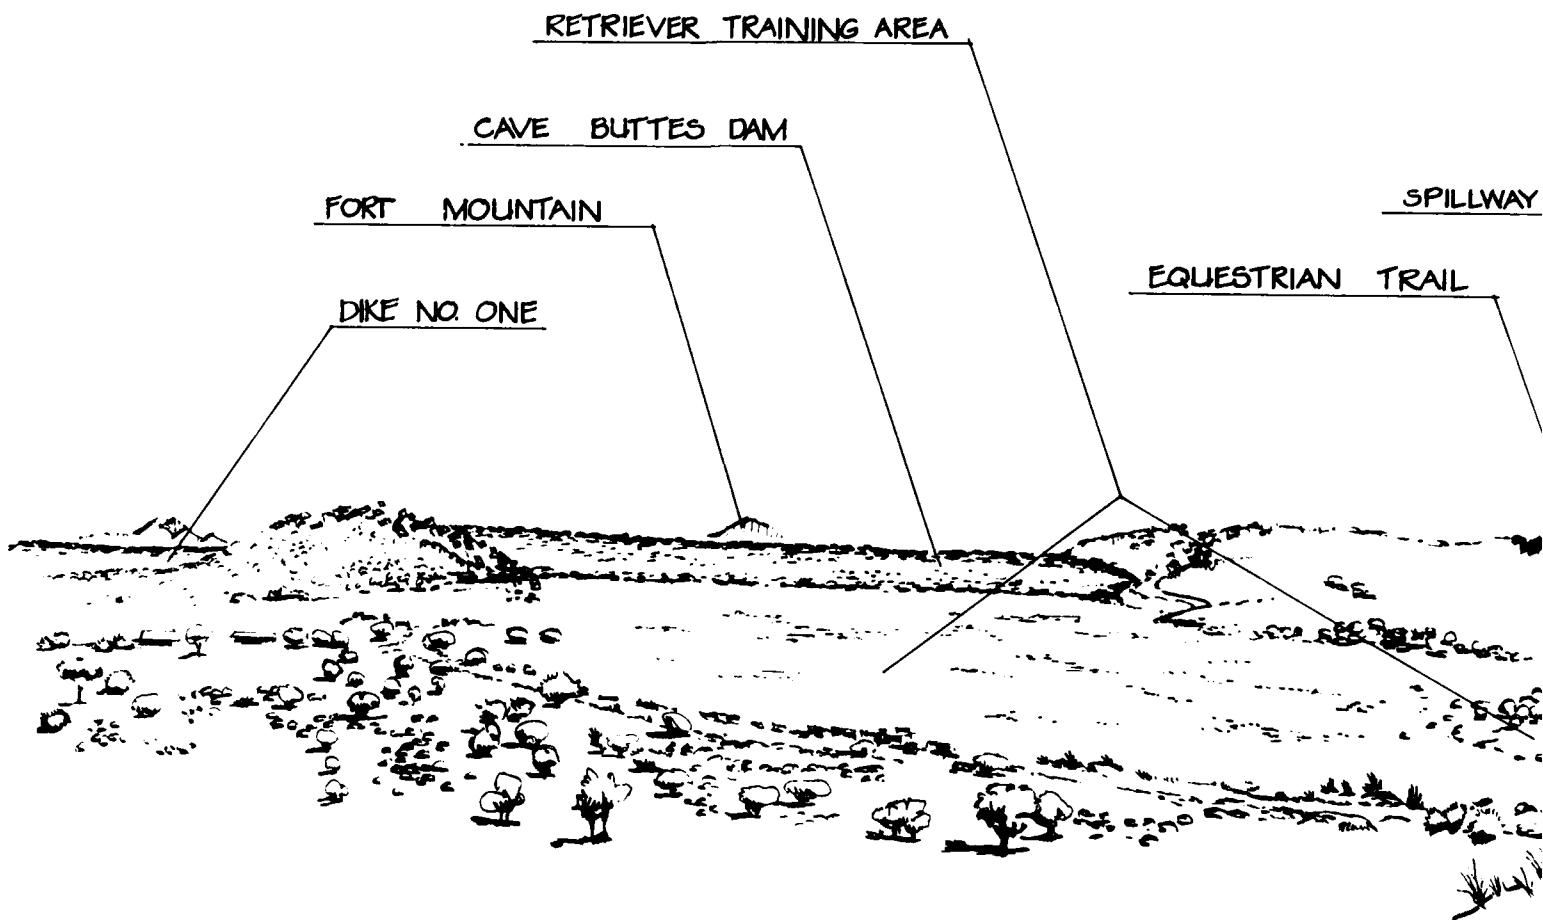 RETRIEVER TRAINING AREA
CAVE BUTTES DAM
SPILLWAY
FORT MOUNTAIN
EQUESTRIAN TRAIL
DIKE NO. ONE